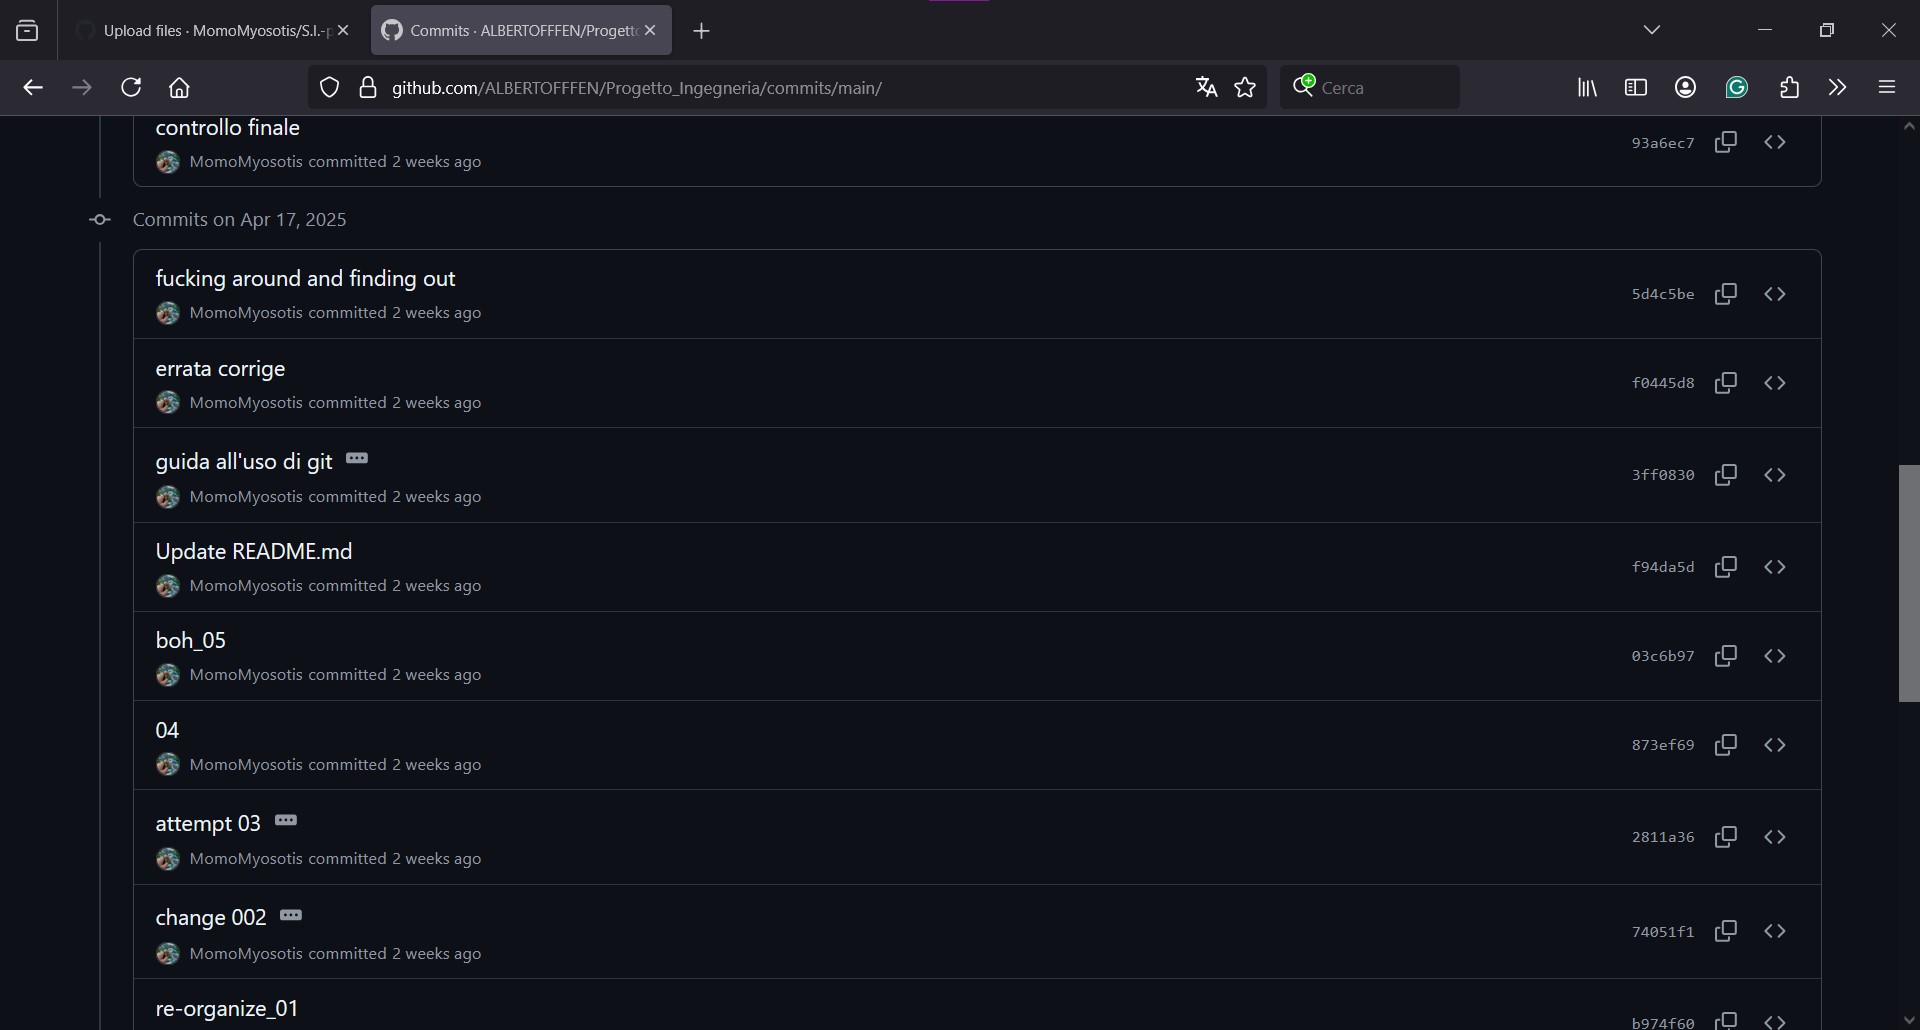 Upload files · MomoMyosotis/S.I.-p
Commits · ALBERTOFFFEN/Progetto
github.com/ALBERTOFFFEN/Progetto_Ingegneria/commits/main/
Cerca
controllo finale
MomoMyosotis committed 2 weeks ago
93a6ec7
Commits on Apr 17, 2025
fucking around and finding out
MomoMyosotis committed 2 weeks ago
5d4c5be
errata corrige
MomoMyosotis committed 2 weeks ago
f0445d8
guida all'uso di git
MomoMyosotis committed 2 weeks ago
3ff0830
Update README.md
MomoMyosotis committed 2 weeks ago
f94da5d
boh_05
MomoMyosotis committed 2 weeks ago
03c6b97
04
MomoMyosotis committed 2 weeks ago
873ef69
attempt 03
MomoMyosotis committed 2 weeks ago
2811a36
change 002
MomoMyosotis committed 2 weeks ago
74051f1
re-organize_01
b974f60